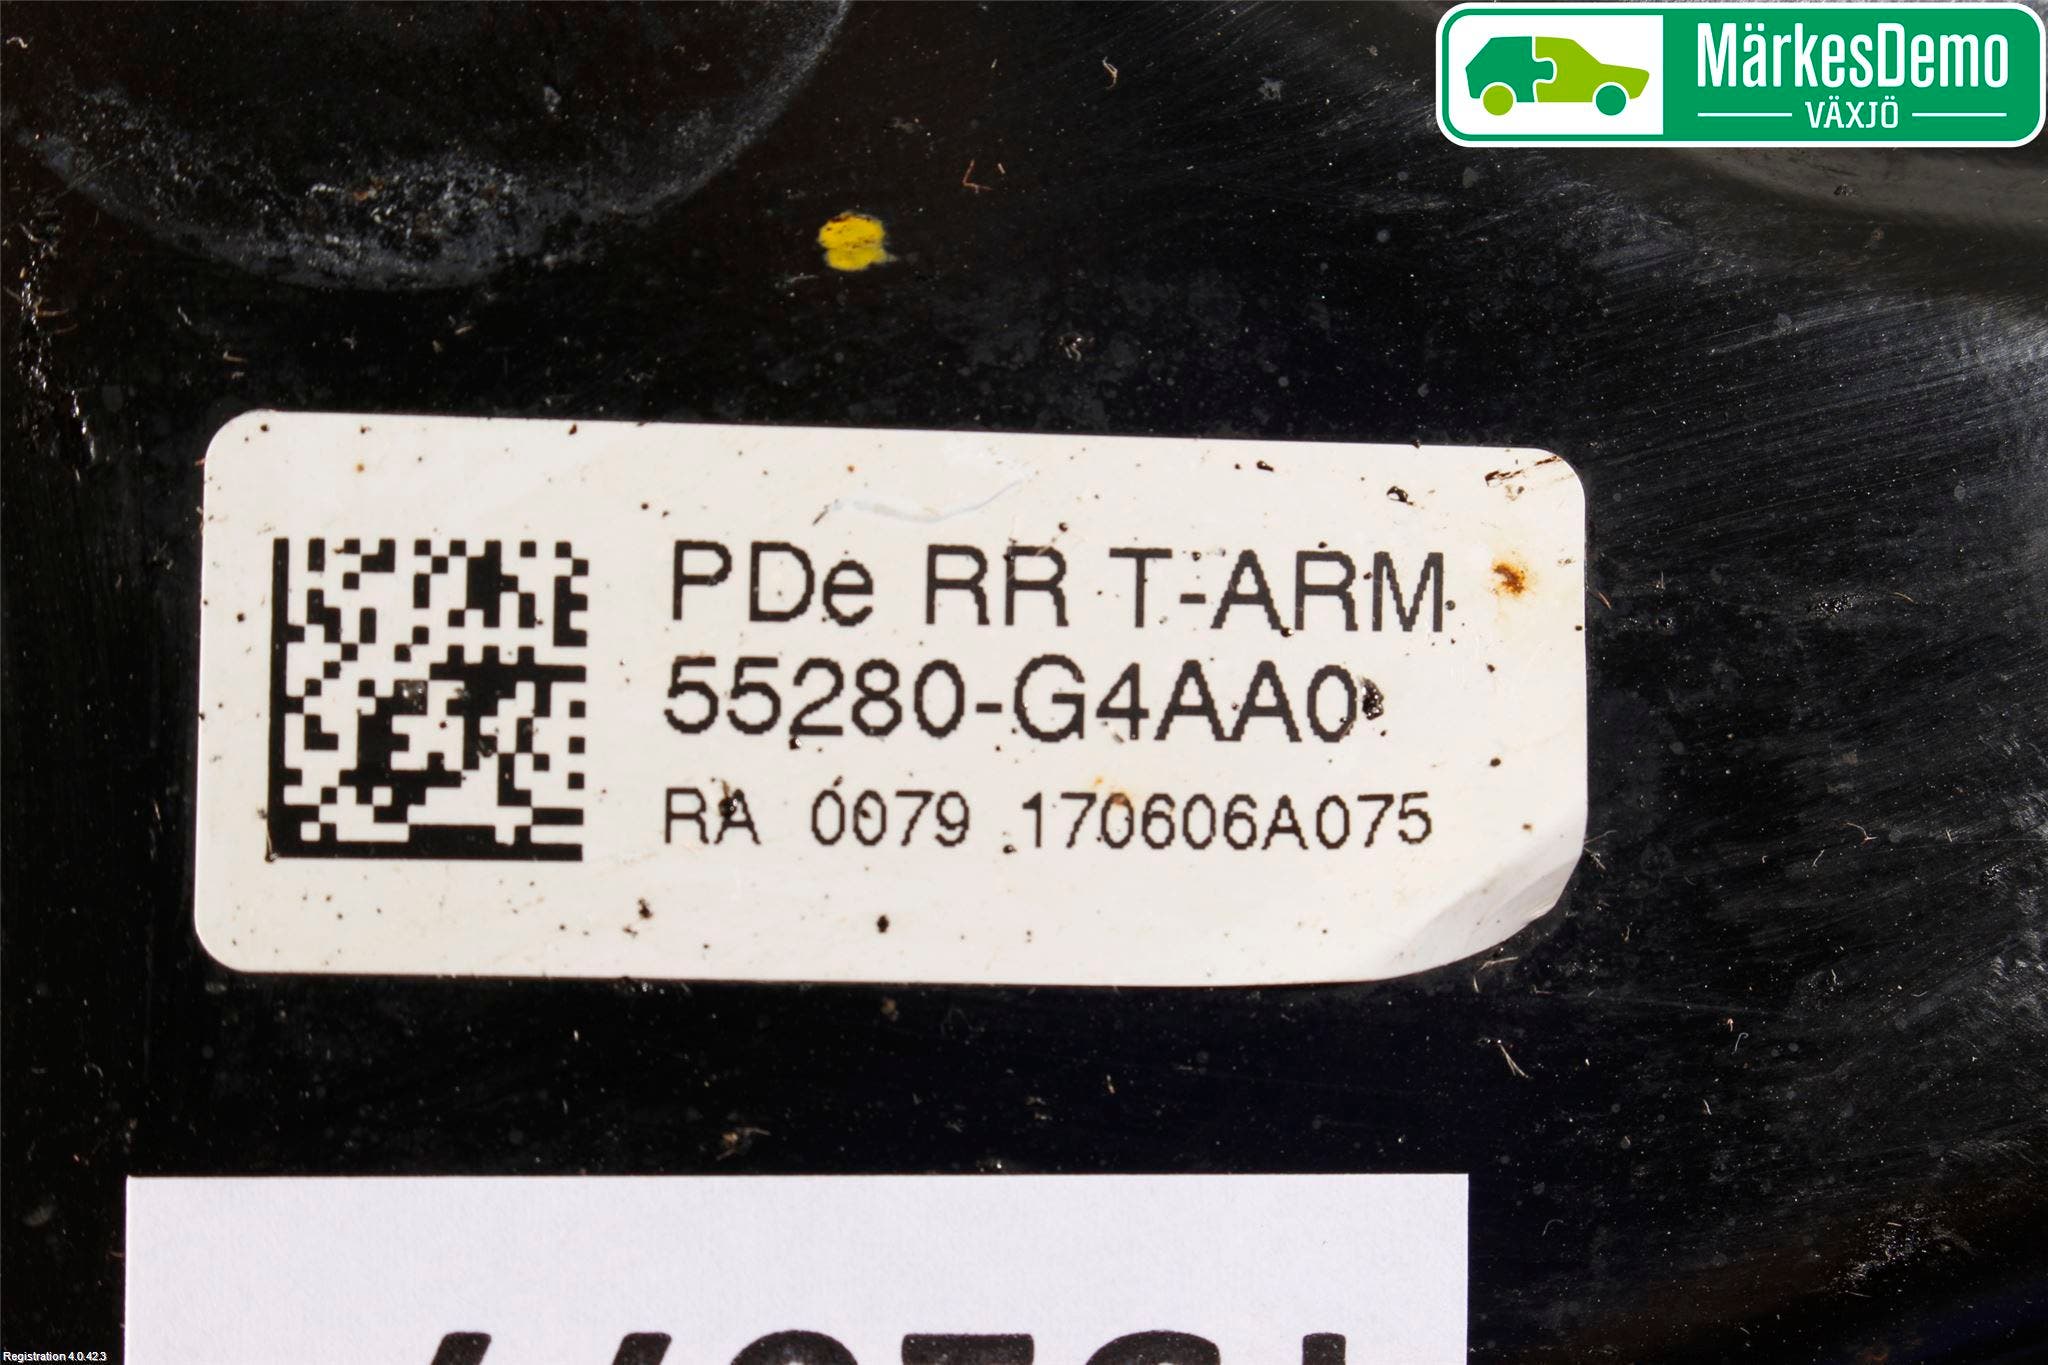 MärkesDemo
VÄXJÖ
PDe RR T-ARM
55280-G4AA0
RA 0079 170606A075
Registration 4.0.42.3